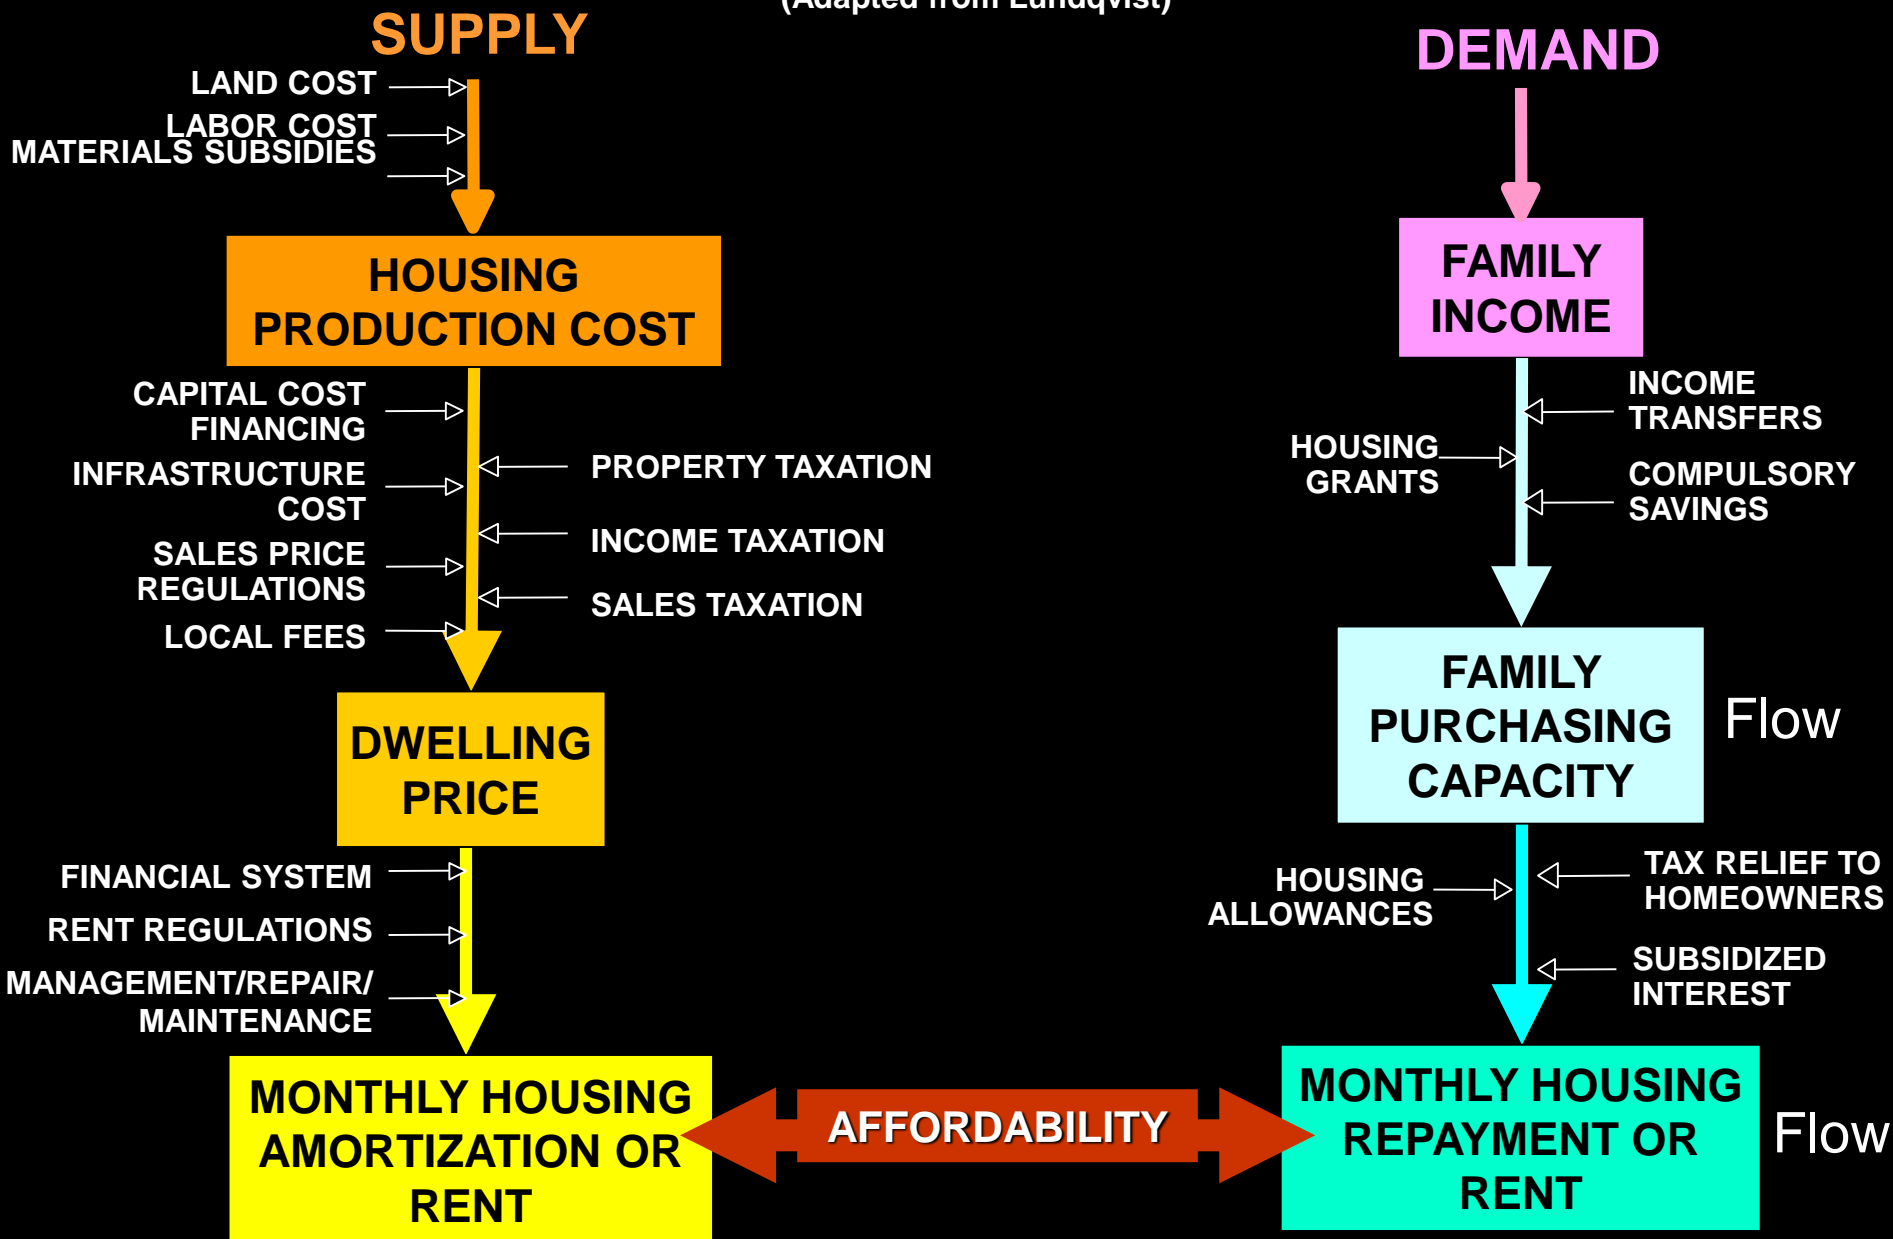 (Adapted from Lundqvist)
SUPPLY
LAND COST
LABOR COST
MATERIALS SUBSIDIES
HOUSING
PRODUCTION COST
CAPITAL COST
FINANCING
INFRASTRUCTURE
COST
SALES PRICE
REGULATIONS
LOCAL FEES
PROPERTY TAXATION
INCOME TAXATION
SALES TAXATION
DWELLING
PRICE
FINANCIAL SYSTEM
RENT REGULATIONS
MANAGEMENT/REPAIR/
MAINTENANCE
MONTHLY HOUSING
AMORTIZATION OR
RENT
AFFORDABILITY
DEMAND
FAMILY
INCOME
HOUSING
GRANTS
INCOME
TRANSFERS
COMPULSORY
SAVINGS
FAMILY
PURCHASING
CAPACITY
Flow
HOUSING
ALLOWANCES
TAX RELIEF TO
HOMEOWNERS
SUBSIDIZED
INTEREST
MONTHLY HOUSING
REPAYMENT OR
RENT
Flow